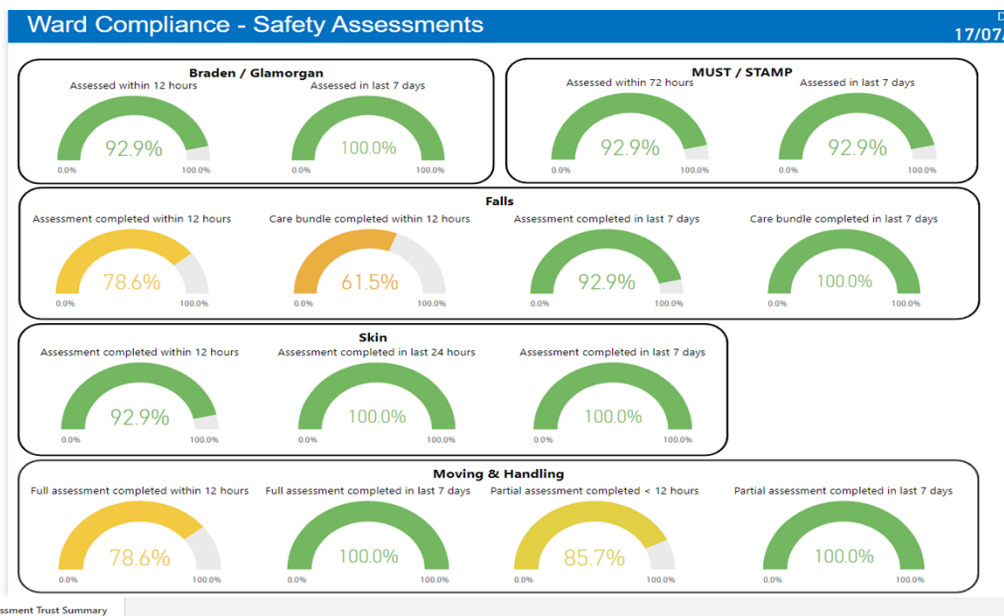 Ward Compliance - Safety Assessments
17/07/
Braden / Glamorgan
Assessed within 12 hours
Assessed in last 7 days
92.9%
0.0% 100.0%
100.0%
0.0% 100.0%
MUST / STAMP
Assessed within 72 hours
Assessed in last 7 days
92.9%
0.0% 100.0%
92.9%
0.0% 100.0%
Falls
Assessment completed within 12 hours
78.6%
0.0% 100.0%
Care bundle completed within 12 hours
61.5%
0.0% 100.0%
Assessment completed in last 7 days
92.9%
0.0% 100.0%
Care bundle completed in last 7 days
100.0%
0.0% 100.0%
Skin
Assessment completed within 12 hours
92.9%
0.0% 100.0%
Assessment completed in last 24 hours
100.0%
0.0% 100.0%
Assessment completed in last 7 days
100.0%
0.0% 100.0%
Moving & Handling
Full assessment completed within 12 hours
78.6%
0.0% 100.0%
Full assessment completed in last 7 days
100.0%
0.0% 100.0%
Partial assessment completed < 12 hours
85.7%
0.0% 100.0%
Partial assessment completed in last 7 days
100.0%
0.0% 100.0%
ssment Trust Summary